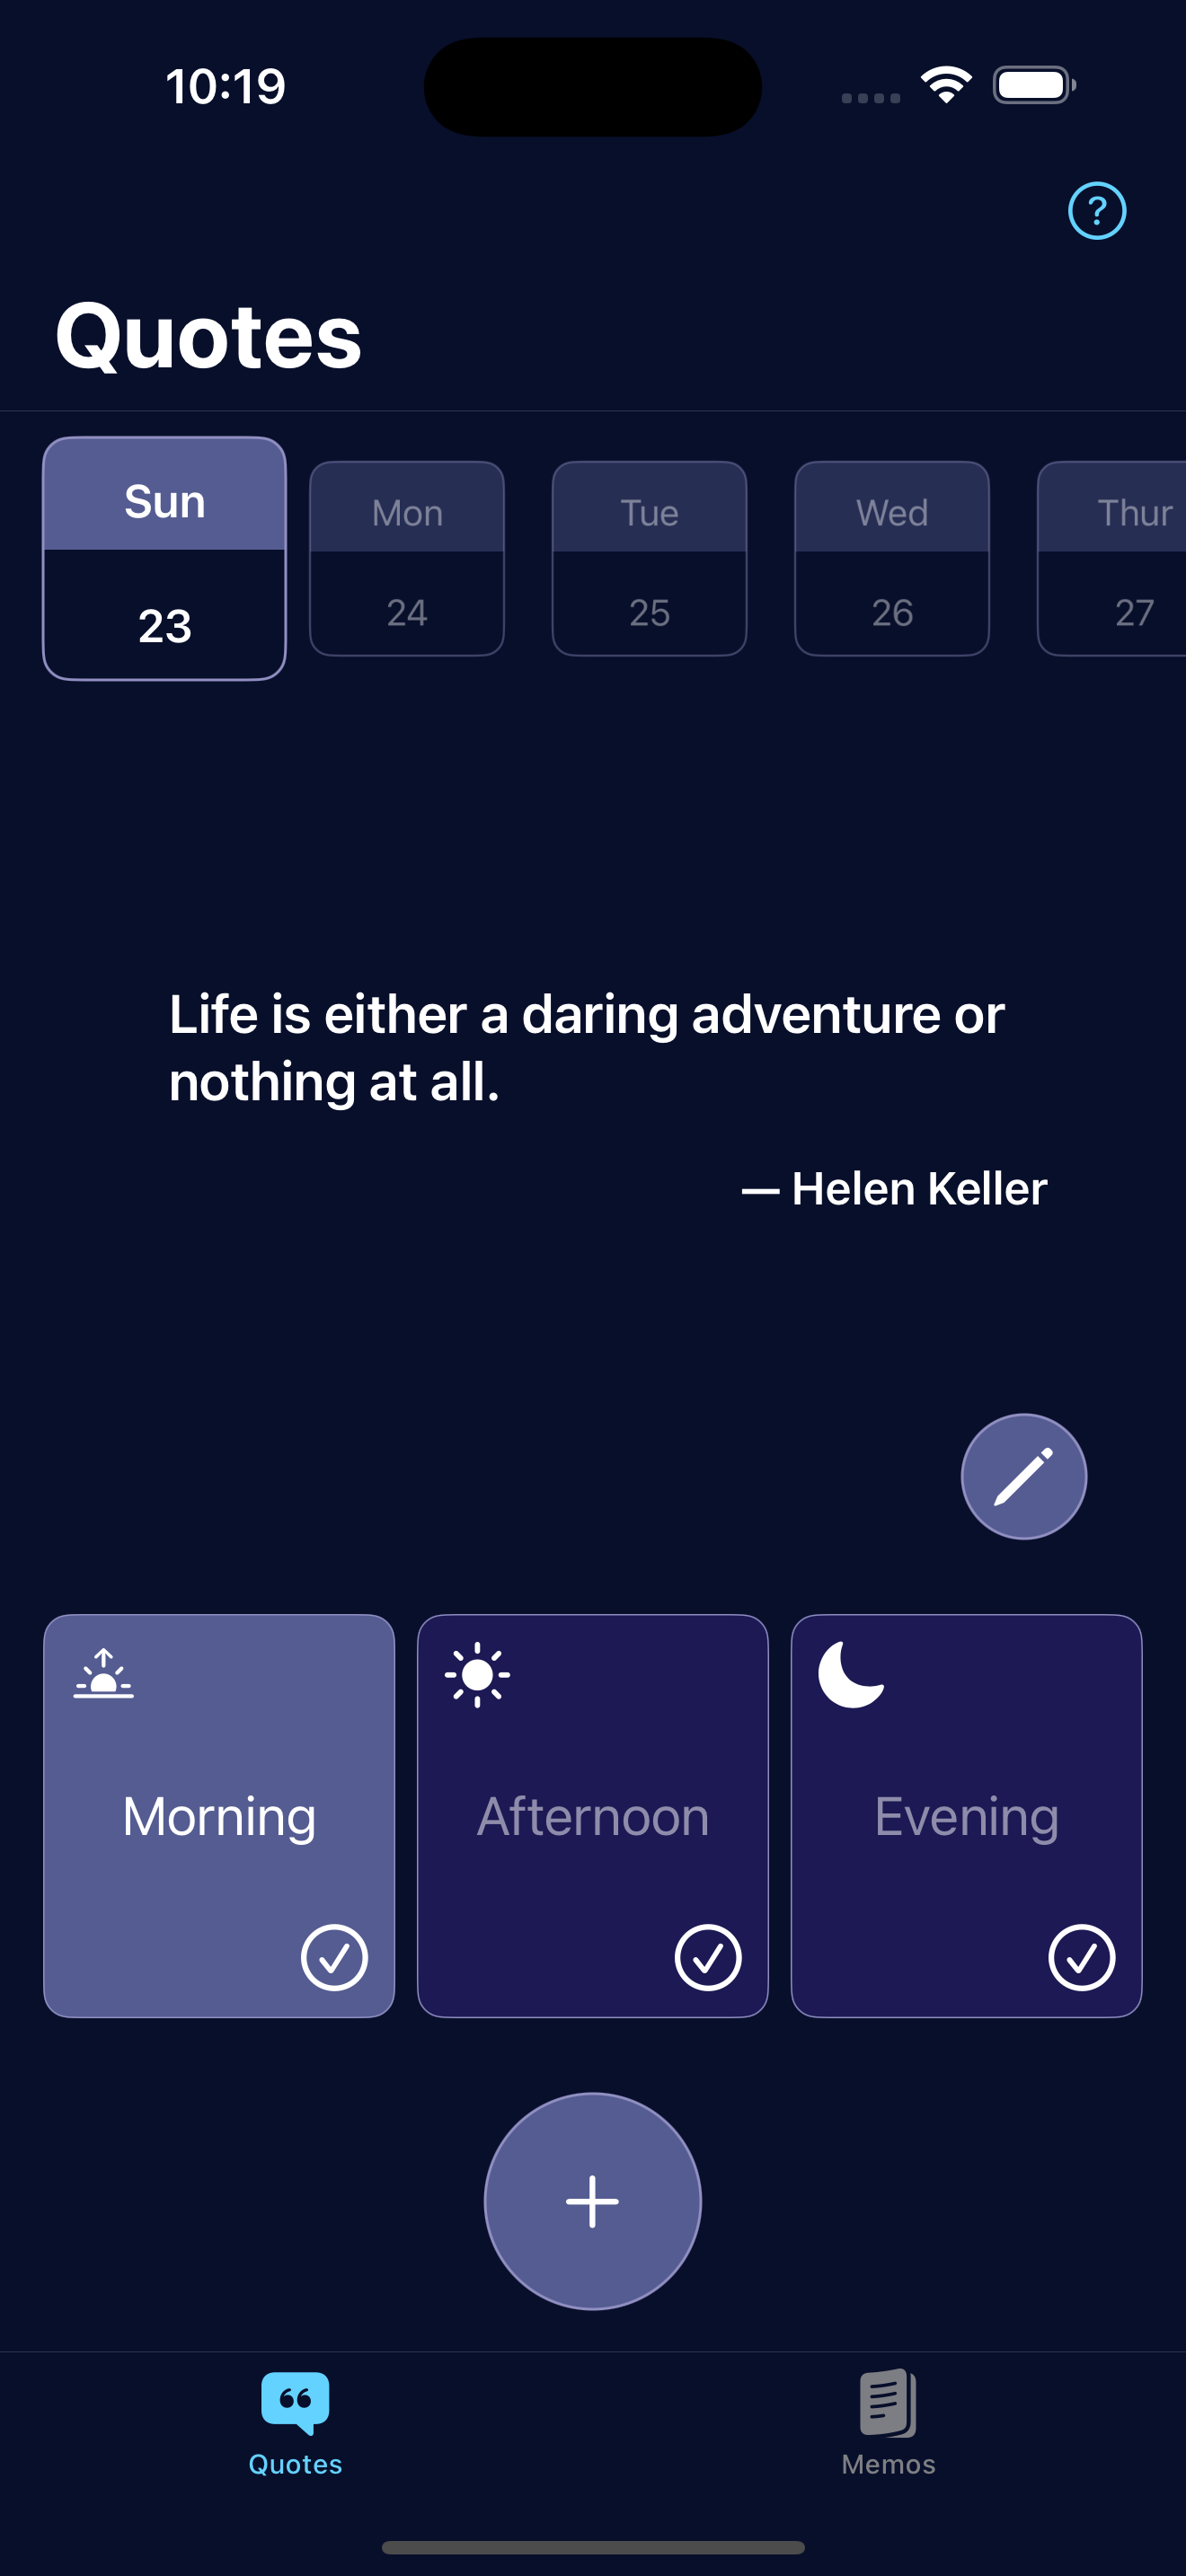 10:19
Quotes
Sun
Mon
Tue
Wed
Thur
23
24
25
26
27
Life is either a daring adventure or
nothing at all.
— Helen Keller
Morning
Afternoon
Evening
Quotes
Memos